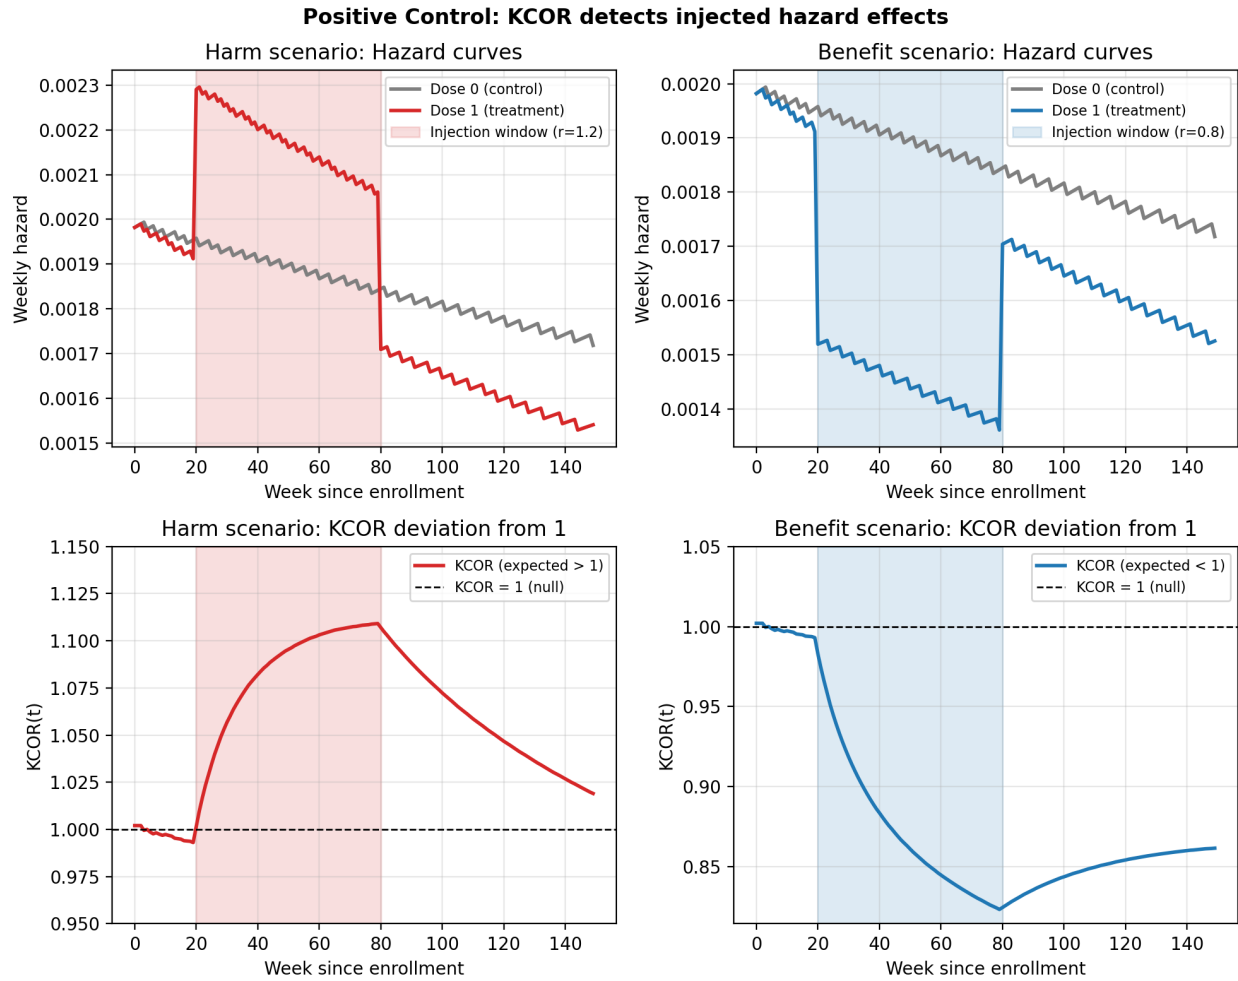 Positive Control: KCOR detects injected hazard effects
Harm scenario: Hazard curves
Weekly hazard
0.0023
0.0022
0.0021
0.0020
0.0019
0.0018
0.0017
0.0016
0.0015
Dose 0 (control)
Dose 1 (treatment)
Injection window (r=1.2)
0 20 40 60 80 100 120 140
Week since enrollment
Benefit scenario: Hazard curves
Weekly hazard
0.0020
0.0019
0.0018
0.0017
0.0016
0.0015
0.0014
Dose 0 (control)
Dose 1 (treatment)
Injection window (r=0.8)
0 20 40 60 80 100 120 140
Week since enrollment
Harm scenario: KCOR deviation from 1
KCOR(t)
1.150
1.125
1.100
1.075
1.050
1.025
1.000
0.975
0.950
KCOR (expected > 1)
KCOR = 1 (null)
0 20 40 60 80 100 120 140
Week since enrollment
Benefit scenario: KCOR deviation from 1
KCOR(t)
1.05
1.00
0.95
0.90
0.85
KCOR (expected < 1)
KCOR = 1 (null)
0 20 40 60 80 100 120 140
Week since enrollment